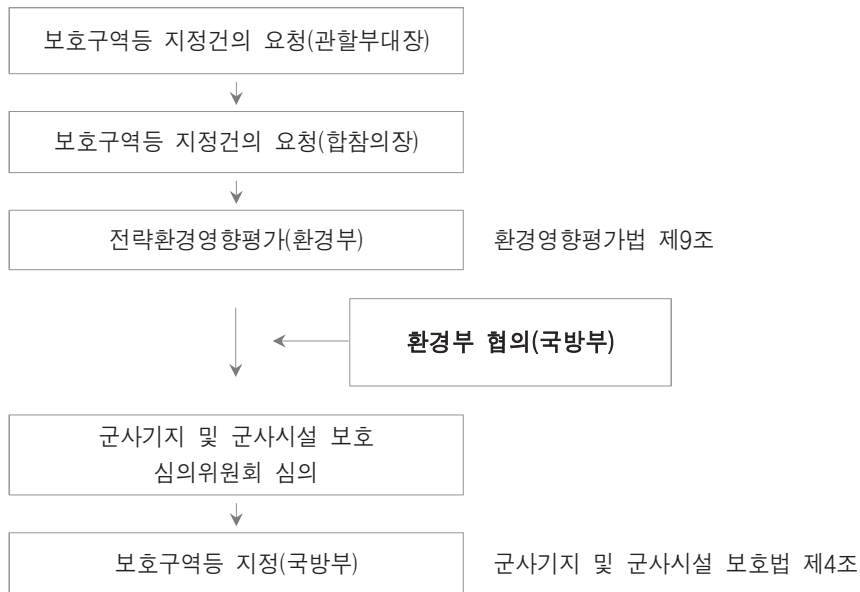 보호구역등 지정건의 요청(관할부대장)
보호구역등 지정건의 요청(합참의장)
전략환경영향평가(환경부)
환경영향평가법 제9조
환경부 협의(국방부)
군사기지 및 군사시설 보호
심의위원회 심의
보호구역등 지정(국방부)
군사기지 및 군사시설 보호법 제4조